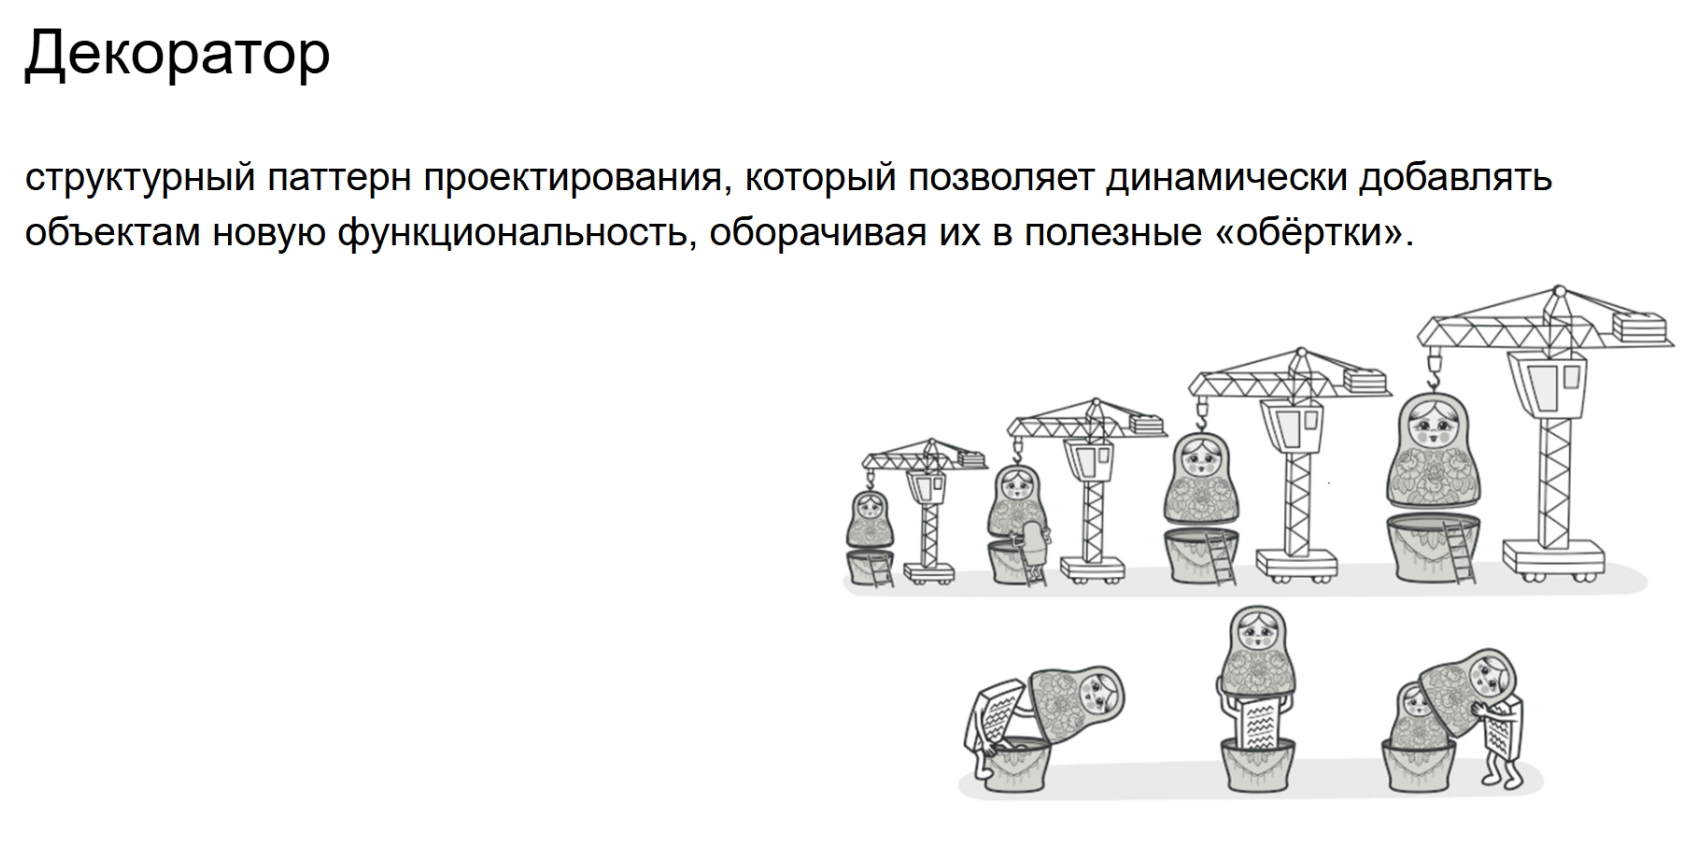 Декоратор
структурный паттерн проектирования, который позволяет динамически добавлять
объектам новую функциональность, оборачивая их в полезные «обёртки».